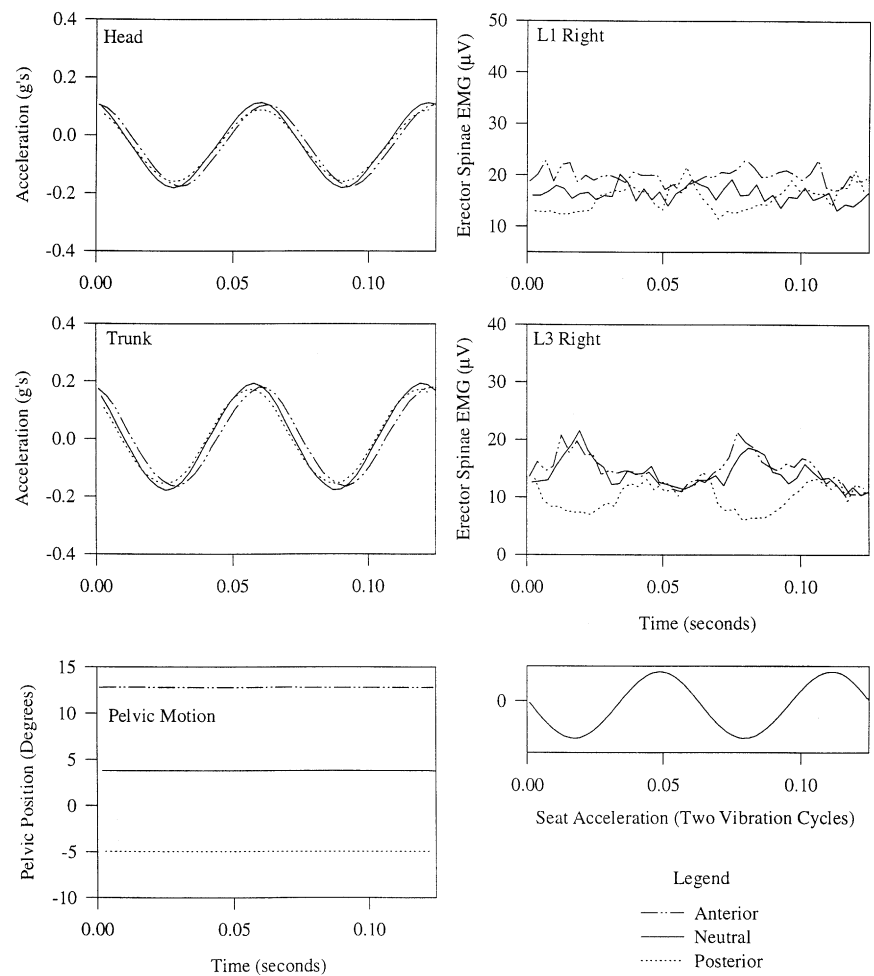 Head
Acceleration (g's)
0.4
0.2
0.0
-0.2
-0.4
0.00
0.05
0.10
L1 Right
Erector Spinae EMG (µV)
50
40
30
20
10
0.00
0.05
0.10
Trunk
Acceleration (g's)
0.4
0.2
0.0
-0.2
-0.4
0.00
0.05
0.10
L3 Right
Erector Spinae EMG (µV)
40
30
20
10
0
0.00
0.05
0.10
Time (seconds)
Pelvic Motion
Pelvic Position (Degrees)
15
10
5
0
-5
-10
0.00
0.05
0.10
Time (seconds)
0
0.00
0.05
0.10
Seat Acceleration (Two Vibration Cycles)
Legend
Anterior
Neutral
Posterior